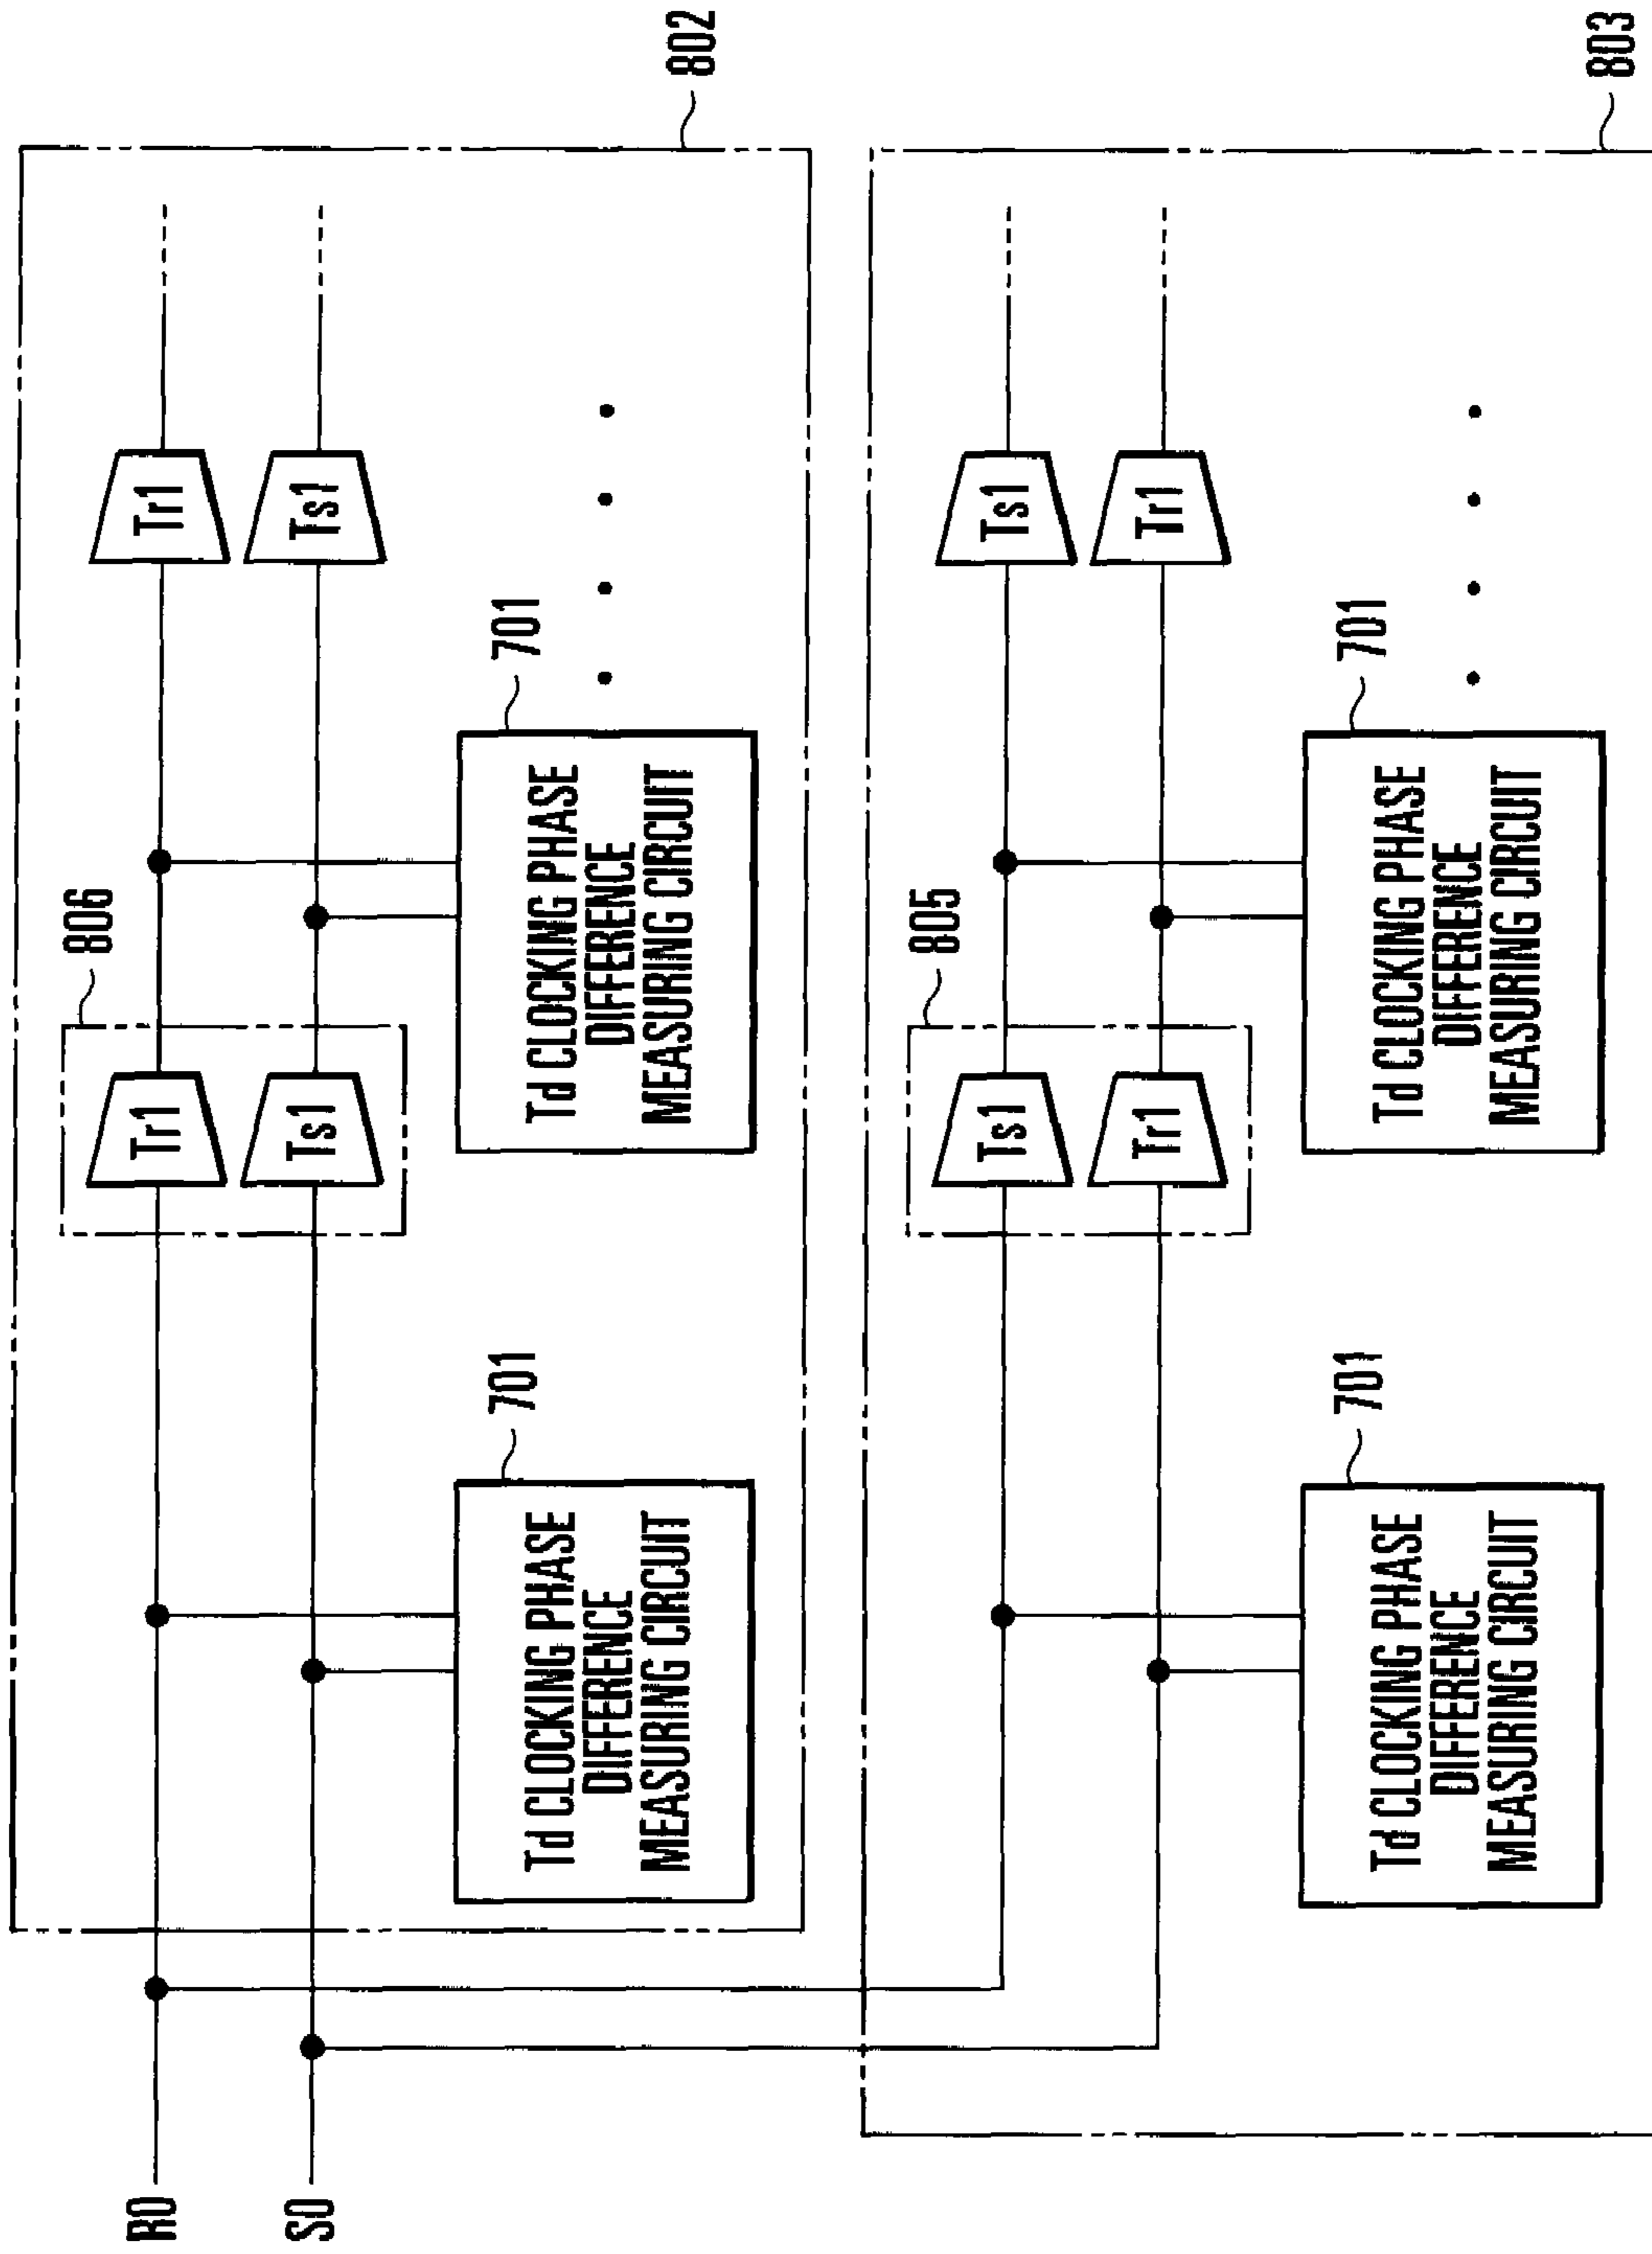 802
Tr1
Tr1
Ts1
Ts1
806
701
Td CLOCKING PHASE
DIFFERENCE
MEASURING CIRCUIT
701
Td CLOCKING PHASE
DIFFERENCE
MEASURING CIRCUIT
R0
S0
803
Ts1
Ts1
Tr1
Tr1
805
701
Td CLOCKING PHASE
DIFFERENCE
MEASURING CIRCUIT
701
Td CLOCKING PHASE
DIFFERENCE
MEASURING CIRCUIT